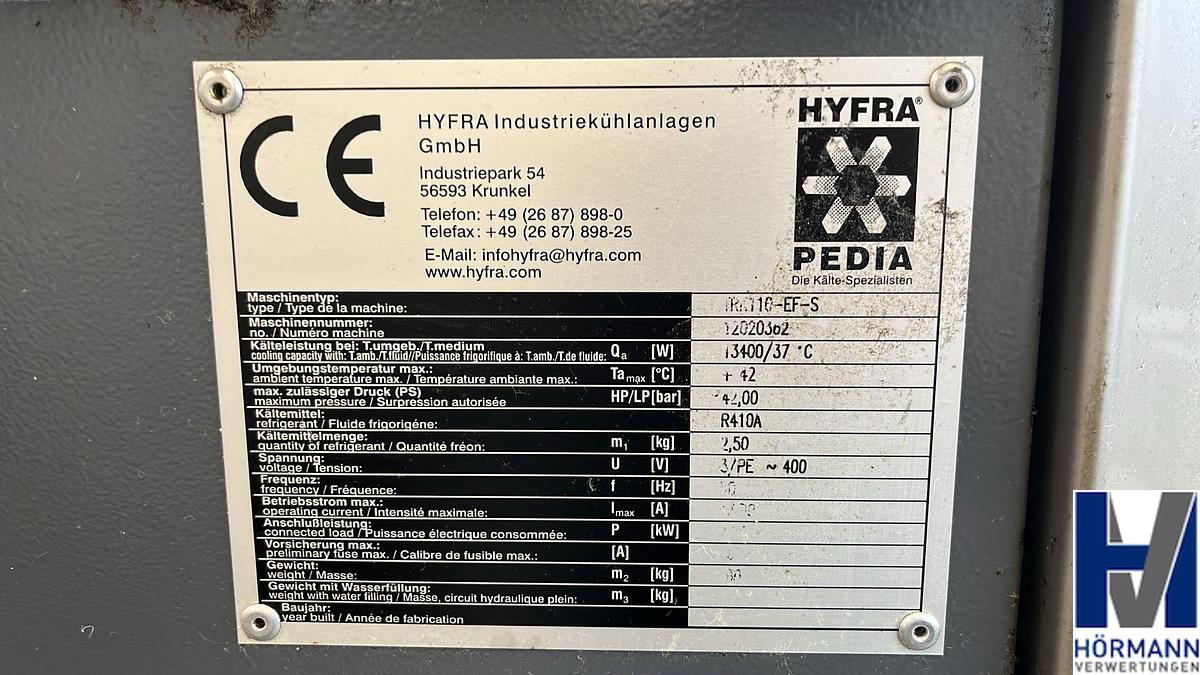 CE
HYFRA Industriekühlanlagen
GmbH
Industriepark 54
56593 Krunkel
Telefon: +49 (26 87) 898-0
Telefax: +49 (26 87) 898-25
E-Mail: infohyfra@hyfra.com
www.hyfra.com
HYFRA®
PEDIA
Die Kälte-Spezialisten
Maschinentyp:
type / Type de la machine:
Maschinennummer: 12020362
no. / Numéro machine
Kälteleistung bei: T.umgeb./T.medium
cooling capacity with: T.amb./T.fluid//Puissance frigorifique à: T.amb./T.de fluide: Qa [W] 13400/37 °C
Umgebungstemperatur max.:
ambient temperature max. / Température ambiante max.: Ta max [°C] + 42
max. zulässiger Druck (PS)
maximum pressure / Surpression autorisée HP/LP[bar] 42,00
Kältemittel:
refrigerant / Fluide frigorigéne: R410A
Kältemittelmenge:
quantity of refrigerant / Quantité fréon: m1 [kg] 2,50
Spannung:
voltage / Tension: U [V] 3/PE ~ 400
Frequenz:
frequency / Fréquence: f [Hz]
Betriebsstrom max.:
operating current / Intensité maximale: Imax [A]
Anschlußleistung:
connected load / Puissance électrique consommée: P [kW]
Vorsicherung max.:
preliminary fuse max. / Calibre de fusible max.: [A]
Gewicht:
weight / Masse: m2 [kg]
Gewicht mit Wasserfüllung:
weight with water filling / Masse, circuit hydraulique plein: m3 [kg]
Baujahr:
year built / Année de fabrication
HÖRMANN
VERWERTUNGEN